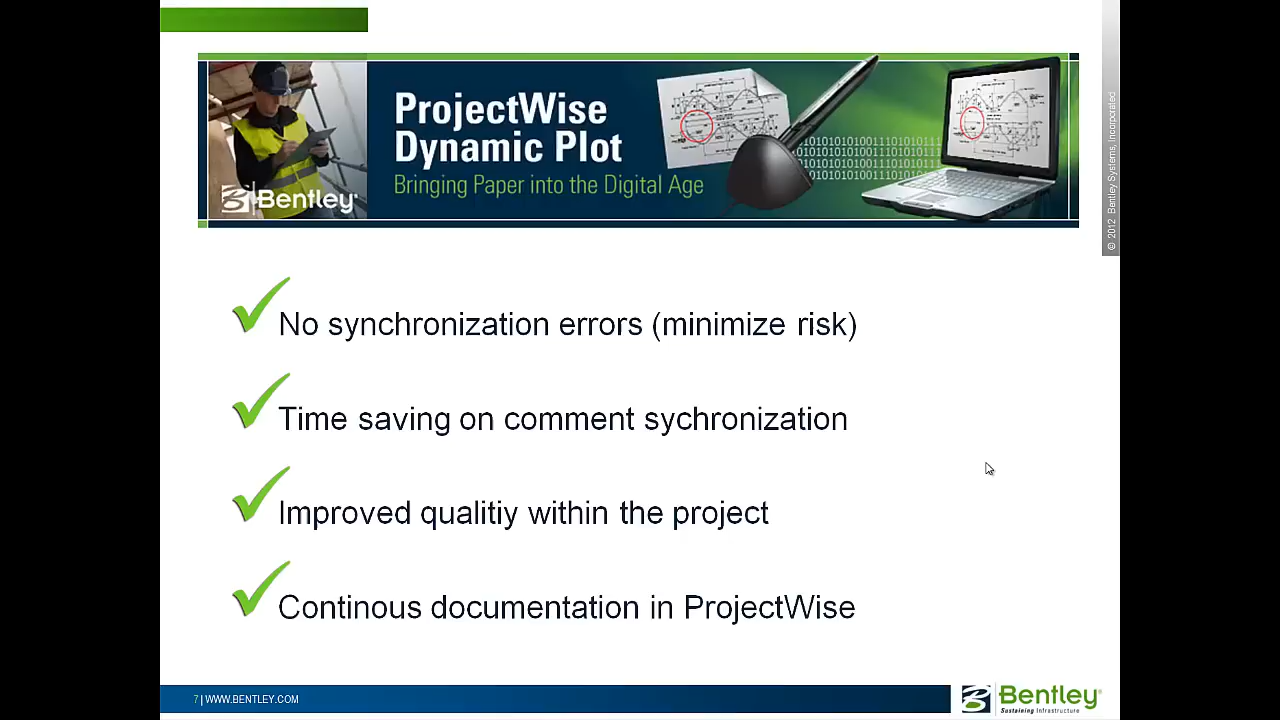 ProjectWise
Dynamic Plot
Bringing Paper into the Digital Age
Bentley
© 2012 Bentley Systems, Incorporated
No synchronization errors (minimize risk)
Time saving on comment sychronization
Improved qualitiy within the project
Continous documentation in ProjectWise
7 | WWW.BENTLEY.COM
Bentley
Sustaining Infrastructure